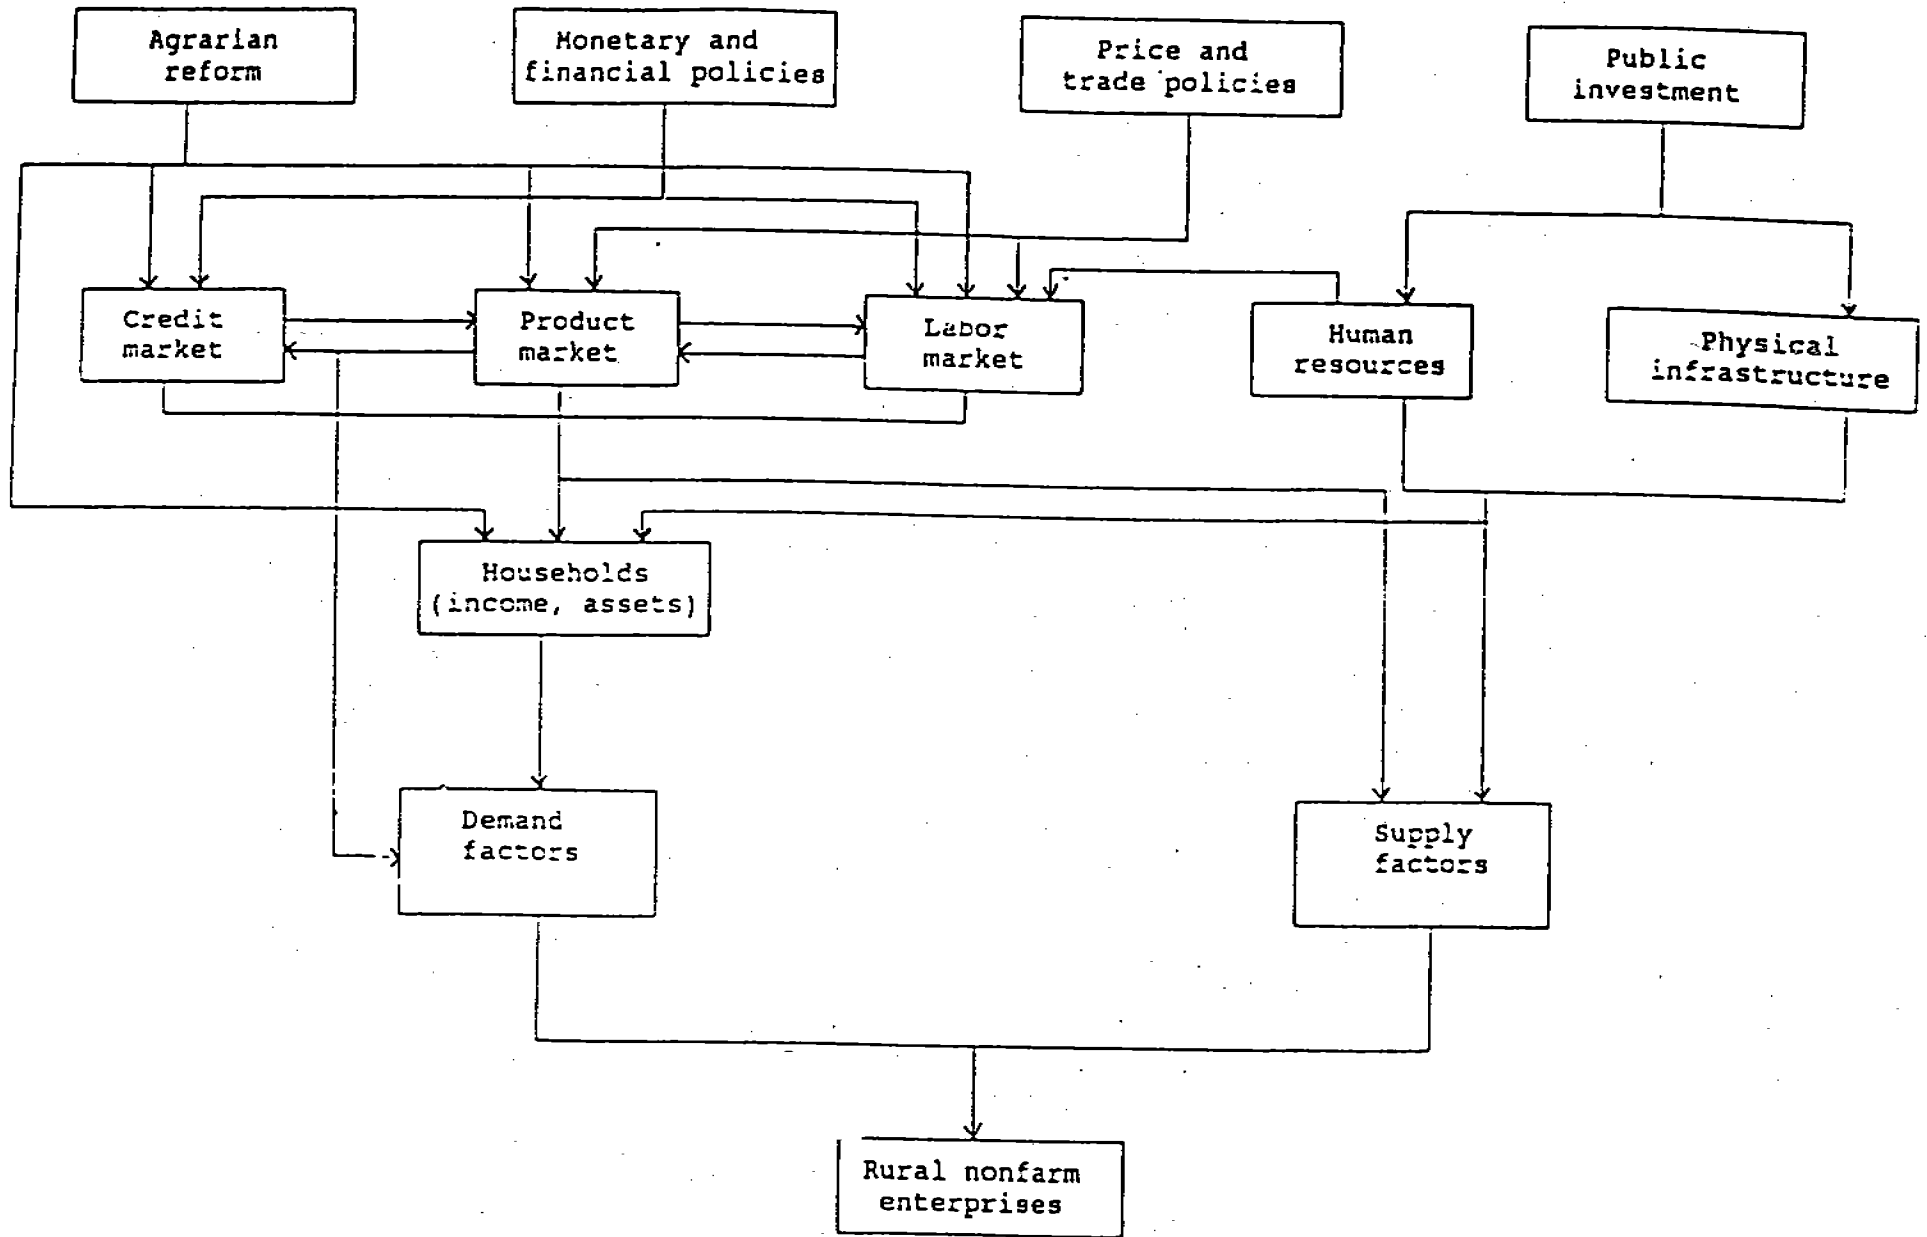 Agrarian
reform
Monetary and
financial policies
Price and
trade policies
Public
investment
Credit
market
Product
market
Labor
market
Human
resources
Physical
infrastructure
Households
(income, assets)
Demand
factors
Supply
factors
Rural nonfarm
enterprises